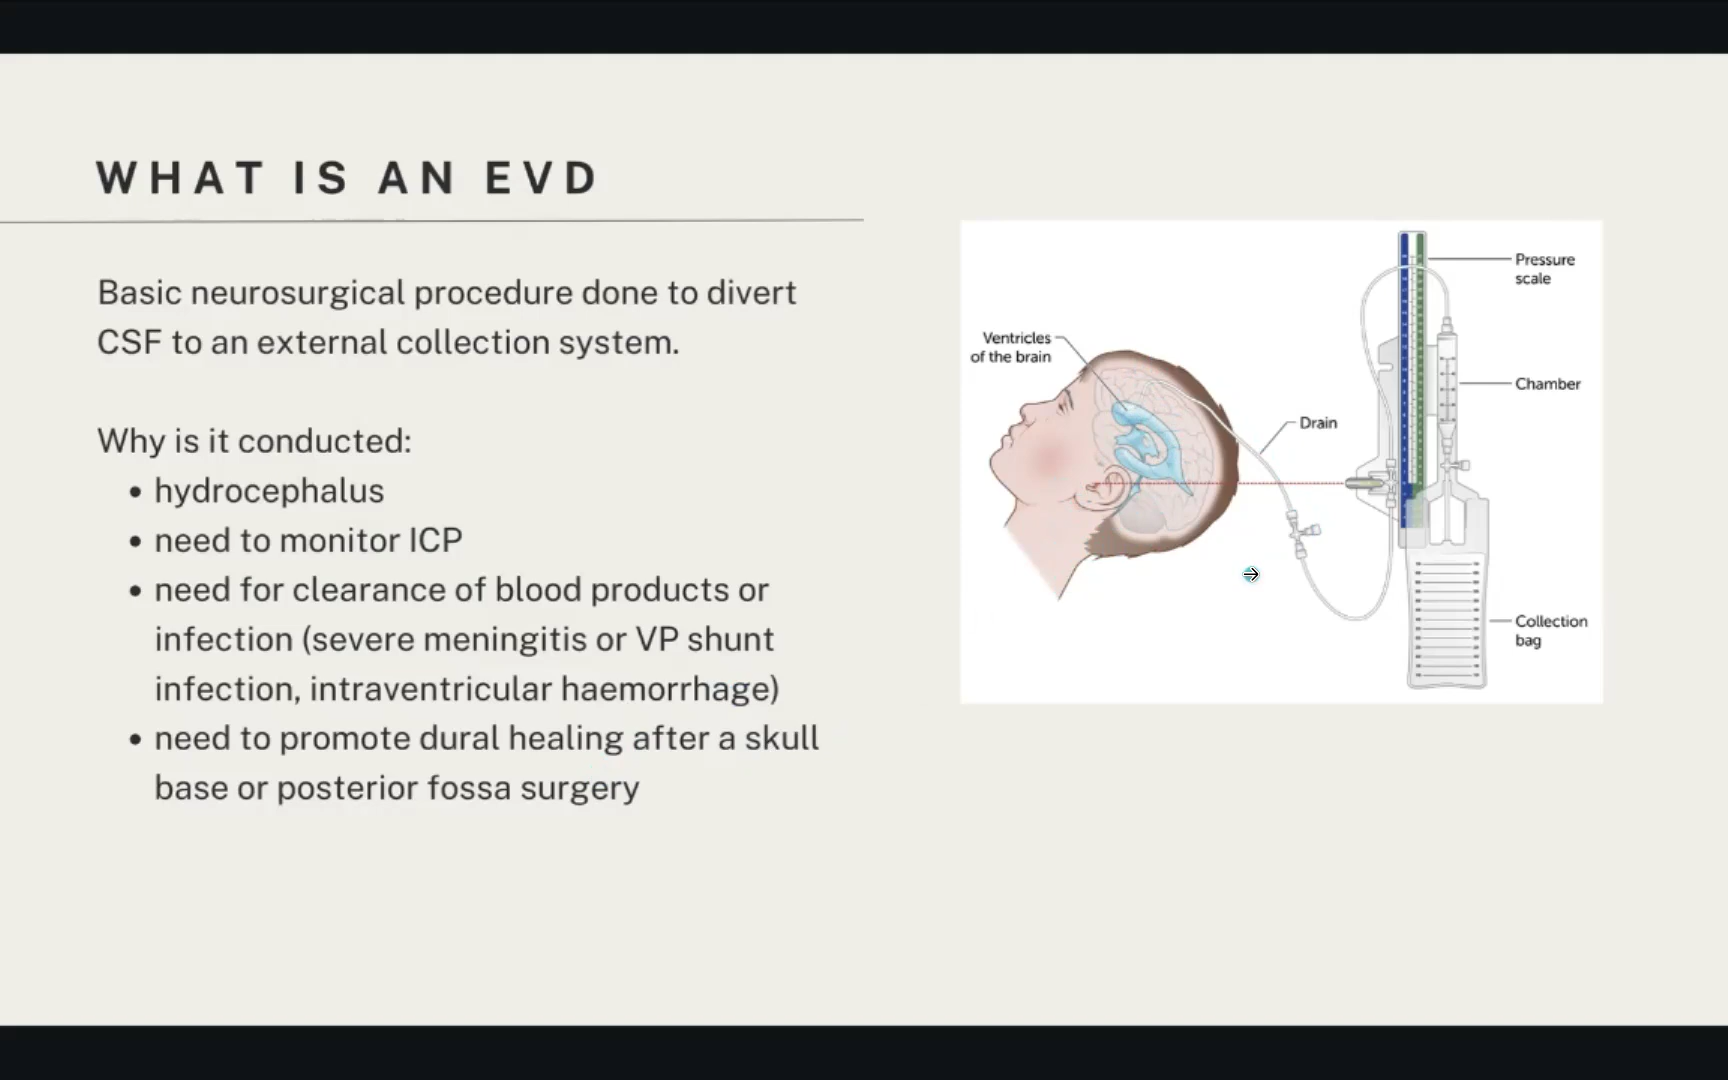 WHAT IS AN EVD
Basic neurosurgical procedure done to divert
CSF to an external collection system.
Why is it conducted:
• hydrocephalus
• need to monitor ICP
• need for clearance of blood products or
infection (severe meningitis or VP shunt
infection, intraventricular haemorrhage)
• need to promote dural healing after a skull
base or posterior fossa surgery
Ventricles
of the brain
Drain
Pressure
scale
Chamber
Collection
bag